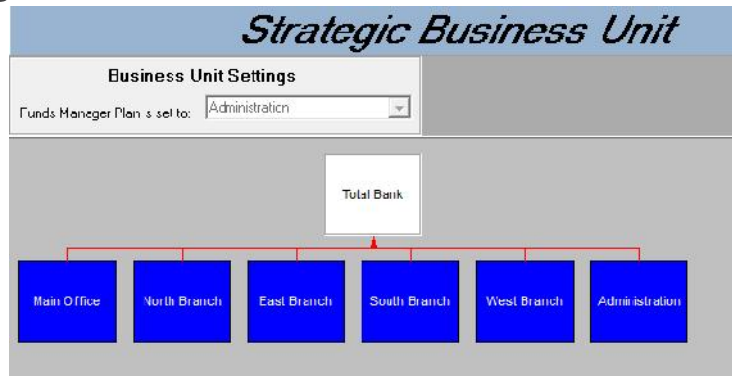 Strategic Business Unit
Business Unit Settings
Funds Manager Plan is set to: Administration
Total Bank
Main Office North Branch East Branch South Branch West Branch Administration